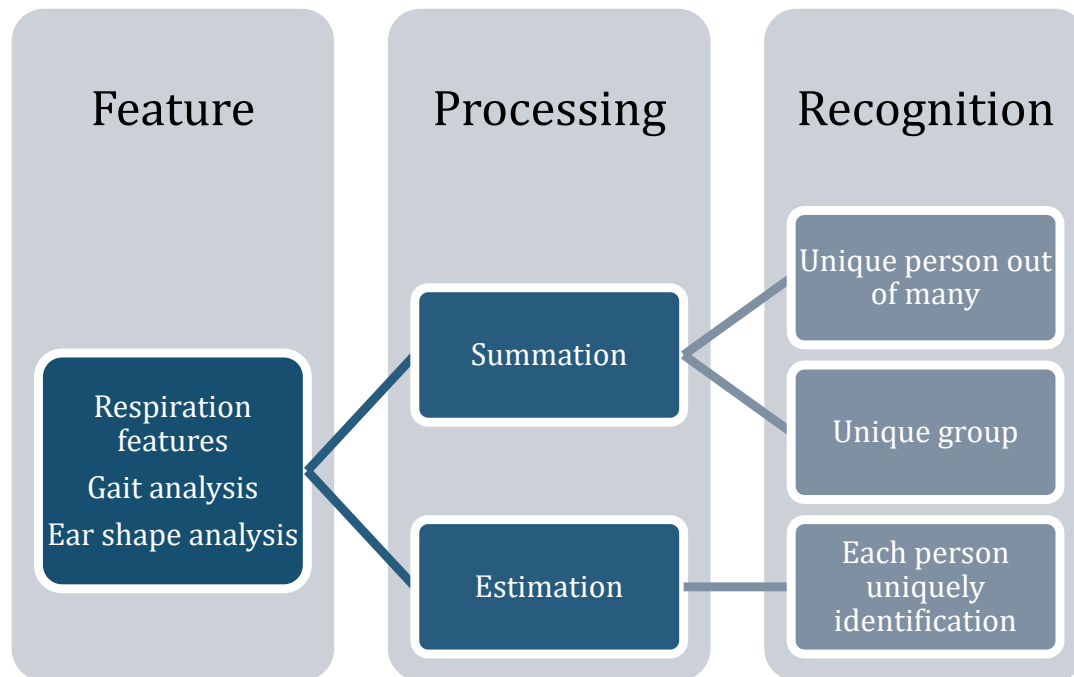 Feature
Processing
Recognition
Respiration
features
Gait analysis
Ear shape analysis
Summation
Estimation
Unique person out
of many
Unique group
Each person
uniquely
identification